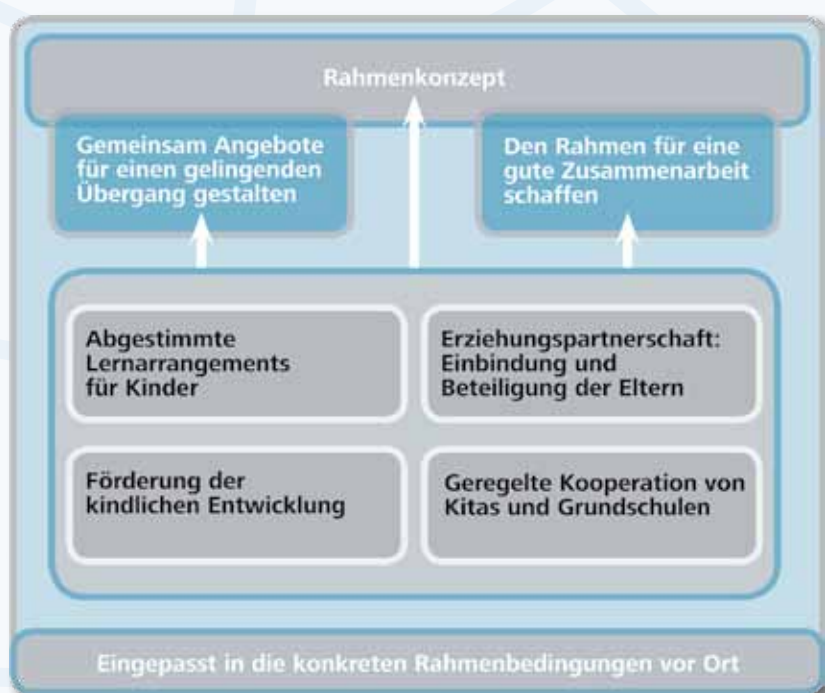 Rahmenkonzept
Gemeinsam Angebote
für einen gelingenden
Übergang gestalten
Den Rahmen für eine
gute Zusammenarbeit
schaffen
Abgestimmte
Lernarrangements
für Kinder
Erziehungspartnerschaft:
Einbindung und
Beteiligung der Eltern
Förderung der
kindlichen Entwicklung
Geregelte Kooperation von
Kitas und Grundschulen
Eingepasst in die konkreten Rahmenbedingungen vor Ort